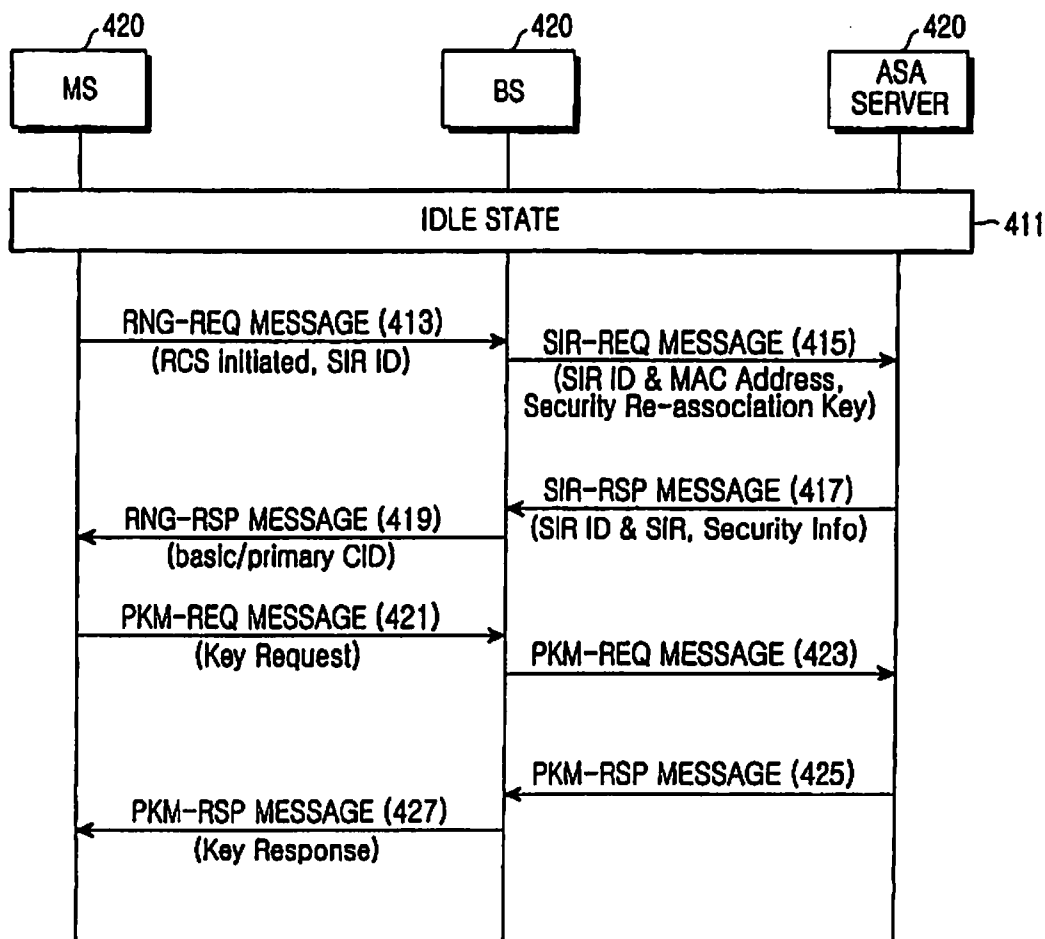 420
420
420
MS
BS
ASA
SERVER
IDLE STATE
411
RNG-REQ MESSAGE (413)
(RCS initiated, SIR ID)
SIR-REQ MESSAGE (415)
(SIR ID & MAC Address,
Security Re-association Key)
SIR-RSP MESSAGE (417)
(SIR ID & SIR, Security Info)
RNG-RSP MESSAGE (419)
(basic/primary CID)
PKM-REQ MESSAGE (421)
(Key Request)
PKM-REQ MESSAGE (423)
PKM-RSP MESSAGE (425)
PKM-RSP MESSAGE (427)
(Key Response)